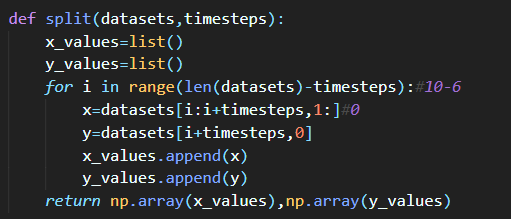 def split(datasets,timesteps):
    x_values=list()
    y_values=list()
    for i in range(len(datasets)-timesteps):#10-6
        x=datasets[i:i+timesteps,1:]#0
        y=datasets[i+timesteps,0]
        x_values.append(x)
        y_values.append(y)
    return np.array(x_values),np.array(y_values)